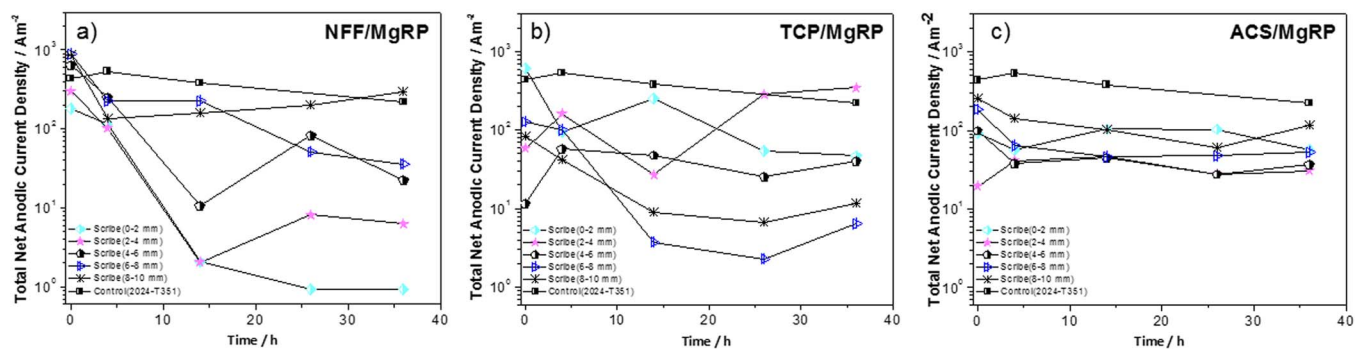 a)
NFF/MgRP
Total Net Anodic Current Density / Am-2
10³
10²
10¹
10⁰
Scribe(0-2 mm)
Scribe(2-4 mm)
Scribe(4-6 mm)
Scribe(6-8 mm)
Scribe(8-10 mm)
Control(2024-T351)
0
10
20
30
40
Time / h
b)
TCP/MgRP
Total Net Anodic Current Density / Am-2
10³
10²
10¹
10⁰
Scribe(0-2 mm)
Scribe(2-4 mm)
Scribe(4-6 mm)
Scribe(6-8 mm)
Scribe(8-10 mm)
Control(2024-T351)
0
10
20
30
40
Time / h
c)
ACS/MgRP
Total Net Anodic Current Density / Am-2
10³
10²
10¹
10⁰
Scribe(0-2 mm)
Scribe(2-4 mm)
Scribe(4-6 mm)
Scribe(6-8 mm)
Scribe(8-10 mm)
Control(2024-T351)
0
10
20
30
40
Time / h